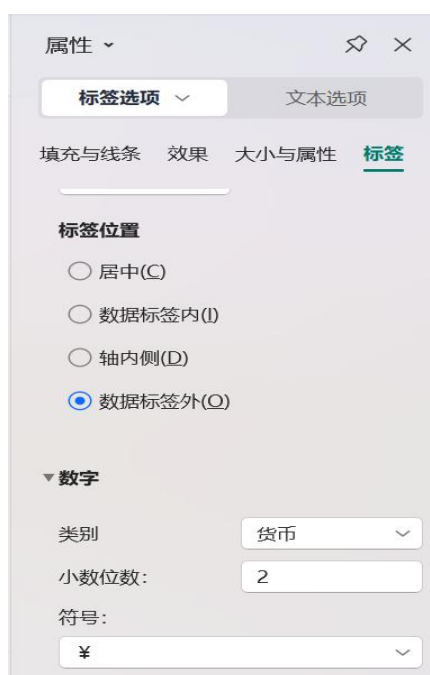 属性
标签选项 文本选项
填充与线条 效果 大小与属性 标签
标签位置
居中(C)
数据标签内(I)
轴内侧(D)
数据标签外(O)
数字
类别 货币
小数位数: 2
符号:
¥